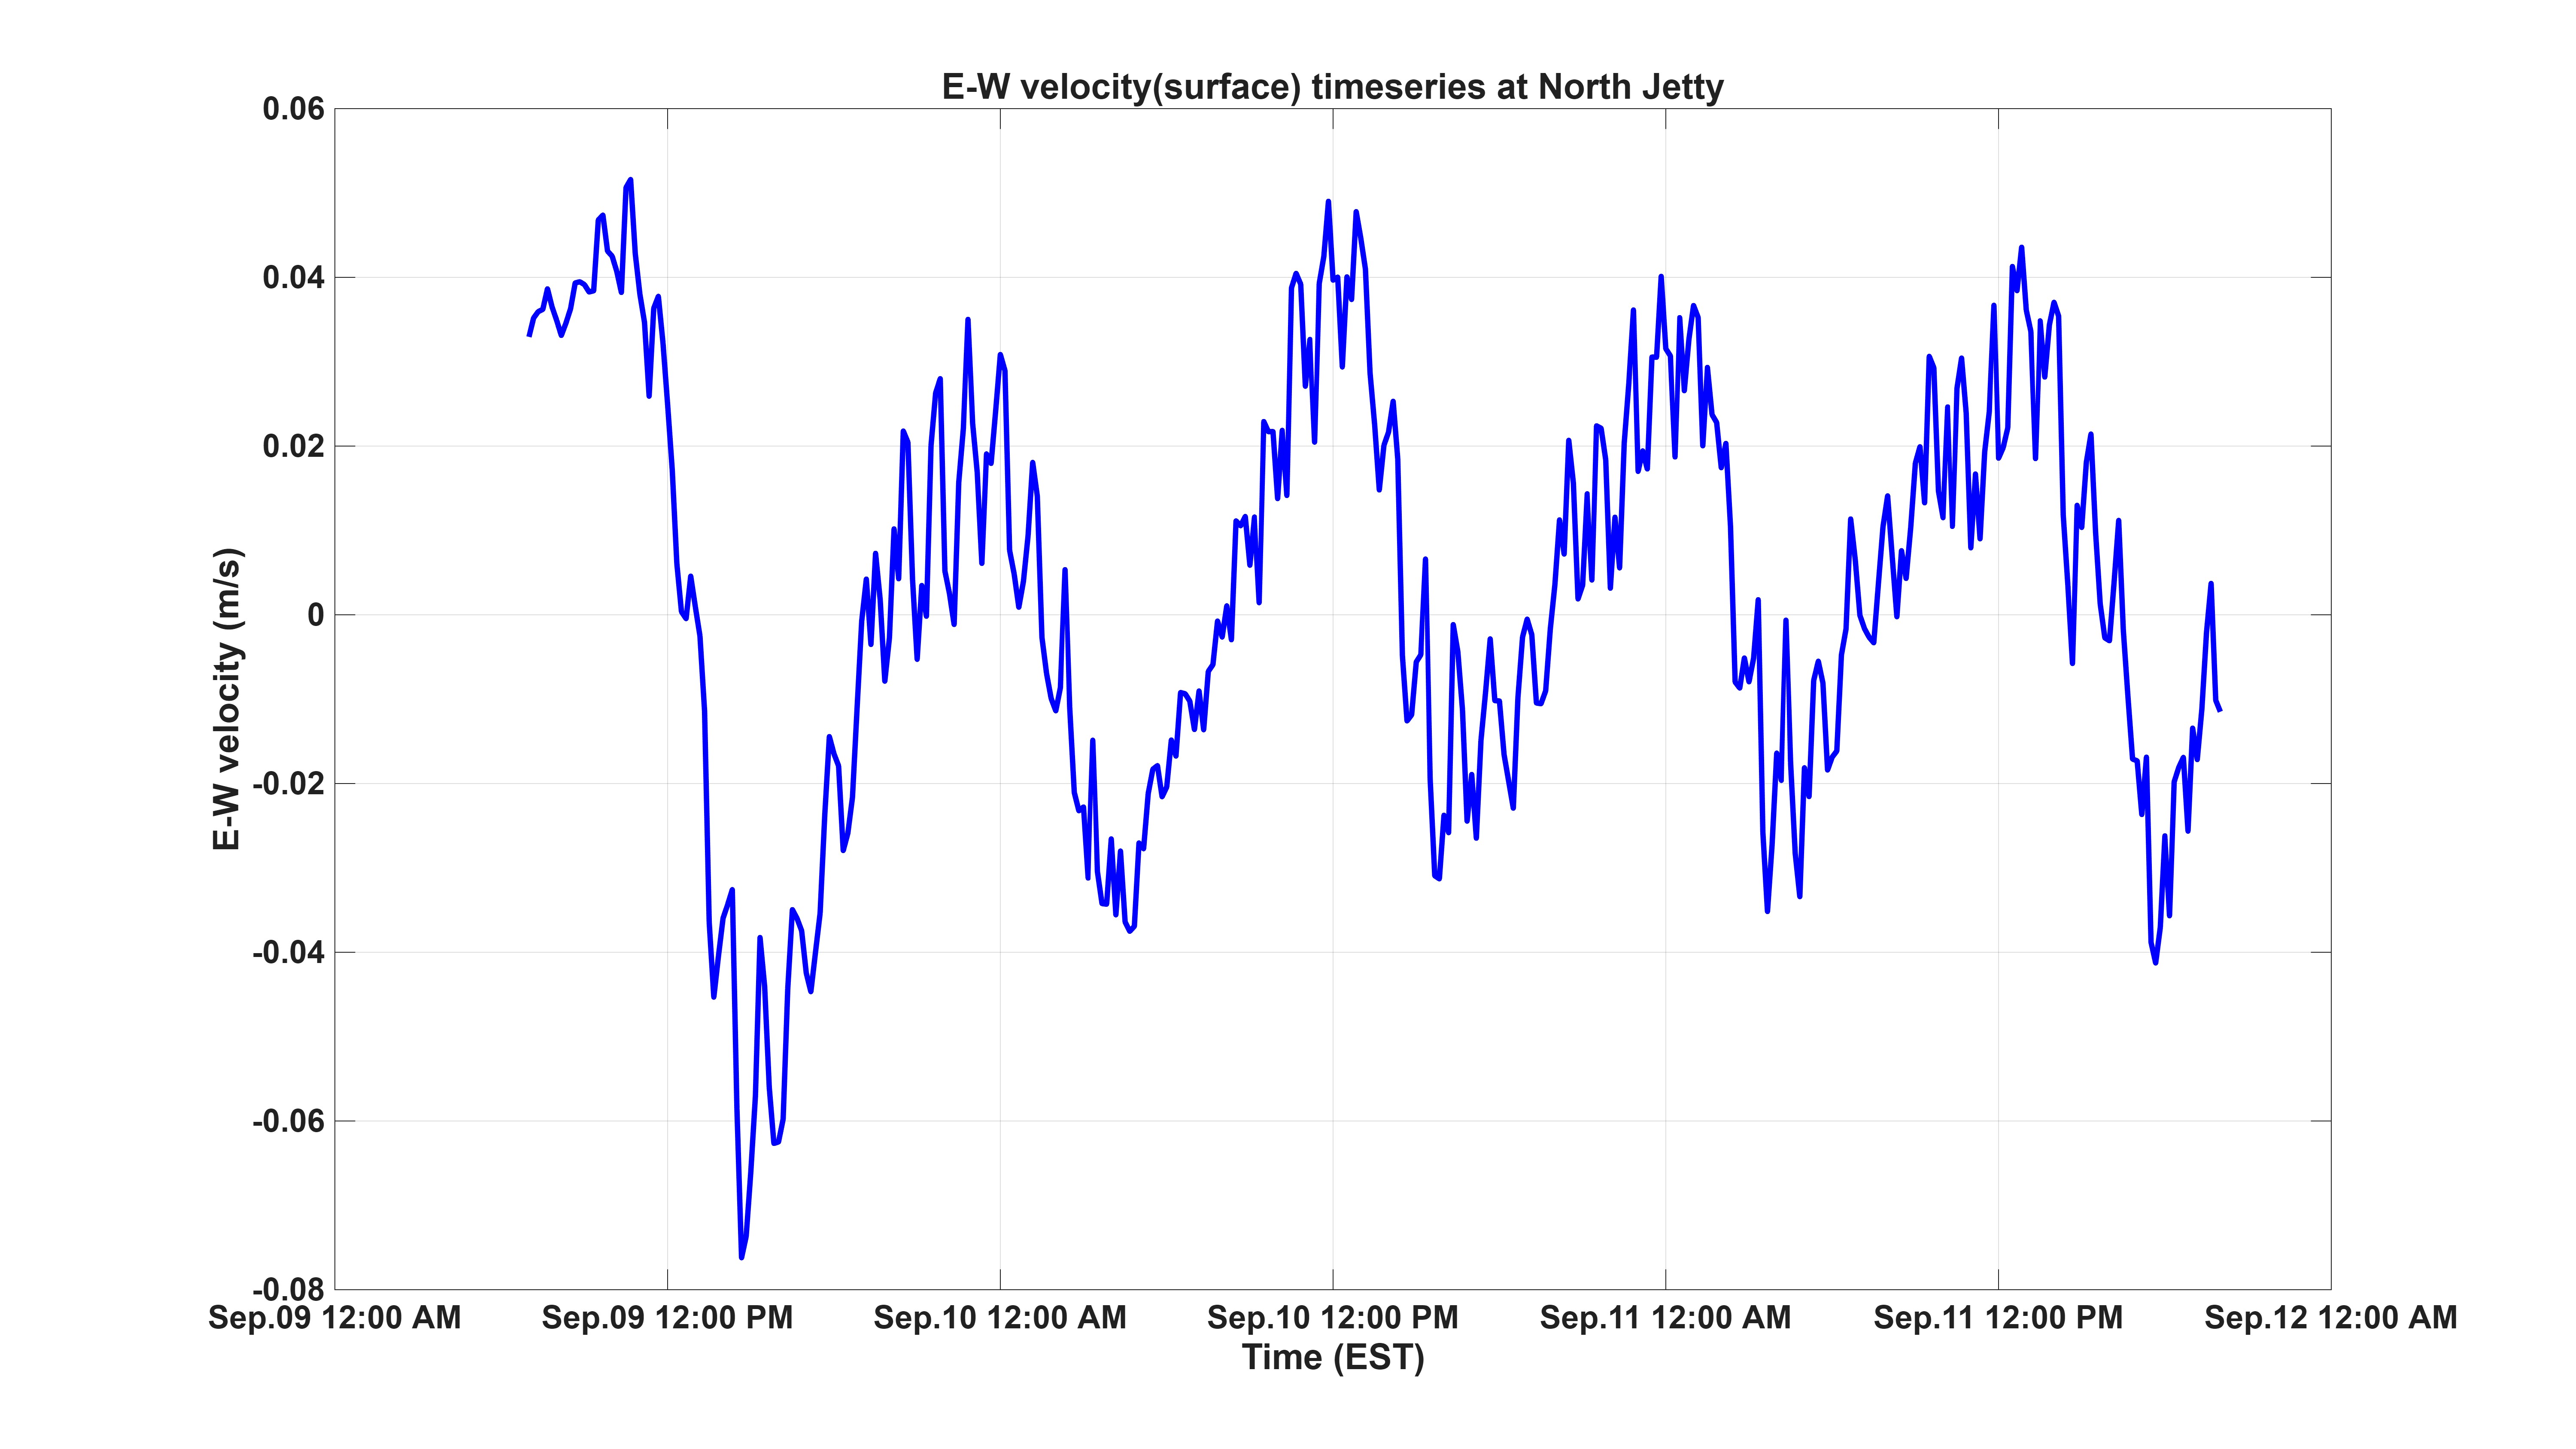 E-W velocity(surface) timeseries at North Jetty
0.06
0.04
0.02
0
-0.02
-0.04
-0.06
-0.08
E-W velocity (m/s)
Sep.09 12:00 AM Sep.09 12:00 PM Sep.10 12:00 AM Sep.10 12:00 PM Sep.11 12:00 AM Sep.11 12:00 PM Sep.12 12:00 AM
Time (EST)